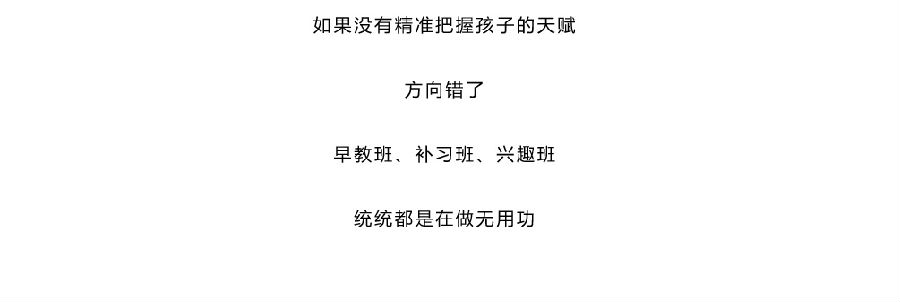 如果没有精准把握孩子的天赋
方向错了
早教班、补习班、兴趣班
统统都是在做无用功